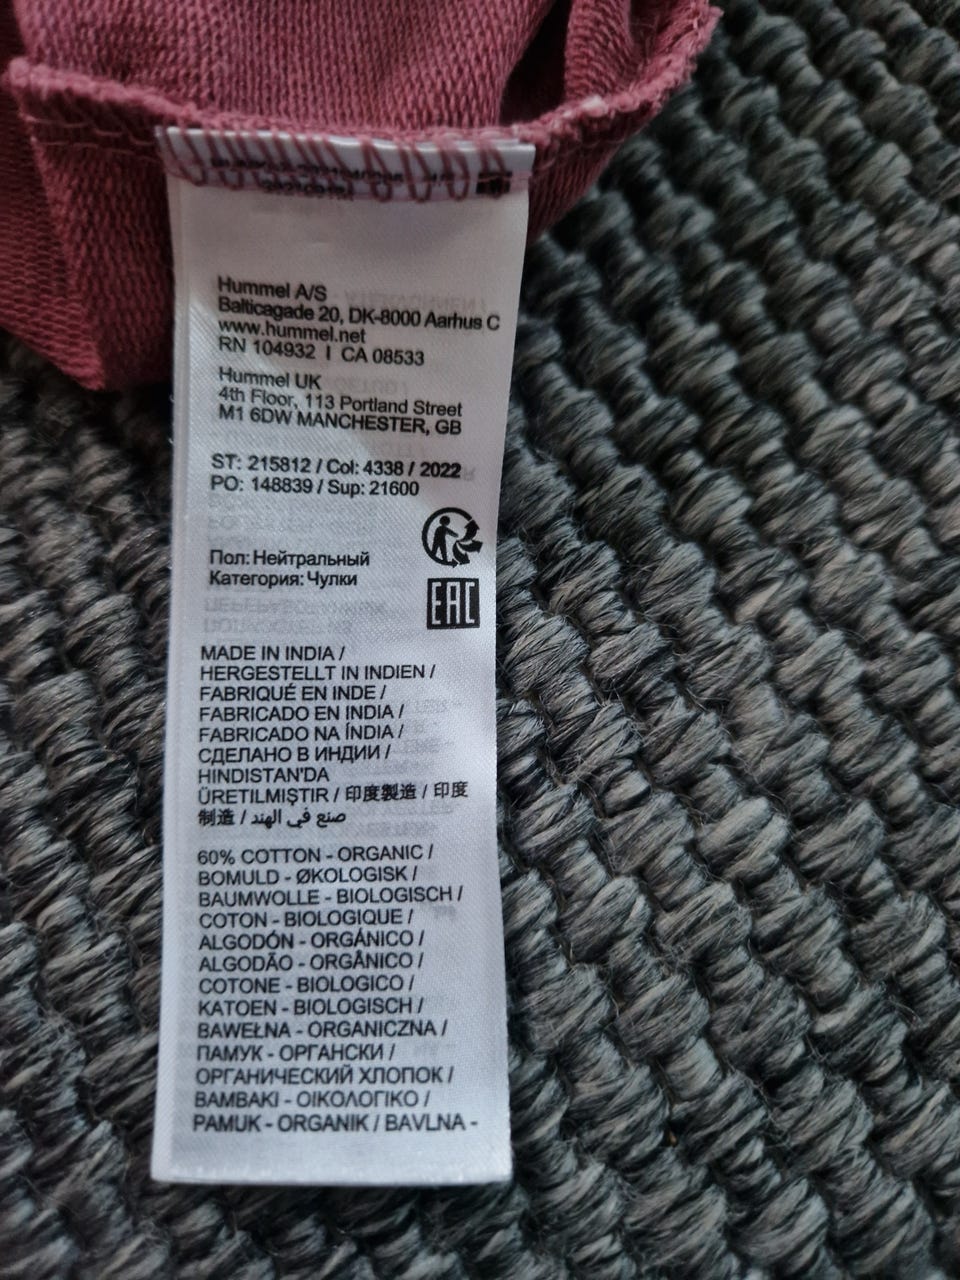 Hummel A/S
Balticagade 20, DK-8000 Aarhus C
www.hummel.net
RN 104932 I CA 08533
Hummel UK
4th Floor, 113 Portland Street
M1 6DW MANCHESTER, GB
ST: 215812 / Col: 4338 / 2022
PO: 148839 / Sup: 21600
Пол: Нейтральный
Категория: Чулки
EAC
MADE IN INDIA /
HERGESTELLT IN INDIEN /
FABRIQUÉ EN INDE /
FABRICADO EN INDIA /
FABRICADO NA ÍNDIA /
СДЕЛАНО В ИНДИИ /
HINDISTAN'DA
ÜRETILMIŞTIR / 印度製造 / 印度
制造 / صنع في الهند
60% COTTON - ORGANIC /
BOMULD - ØKOLOGISK /
BAUMWOLLE - BIOLOGISCH /
COTON - BIOLOGIQUE /
ALGODÓN - ORGÁNICO /
ALGODÃO - ORGÂNICO /
COTONE - BIOLOGICO /
KATOEN - BIOLOGISCH /
BAWEŁNA - ORGANICZNA /
ПАМУК - ОРГАНСКИ /
ОРГАНИЧЕСКИЙ ХЛОПОК /
ΒΑΜΒΑΚΙ - ΟΙΚΟΛΟΓΙΚΟ /
PAMUK - ORGANIK / BAVLNA -